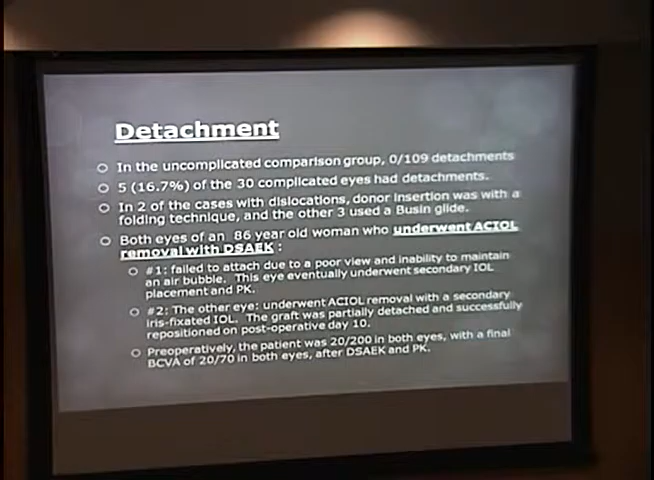 Detachment
In the uncomplicated comparison group, 0/109 detachments
5 (16.7%) of the 30 complicated eyes had detachments.
In 2 of the cases with dislocations, donor insertion was with a
folding technique, and the other 3 used a Busin glide.
Both eyes of an 86 year old woman who underwent ACIOL
removal with DSAEK :
#1: failed to attach due to a poor view and inability to maintain
an air bubble. This eye eventually underwent secondary IOL
placement and PK.
#2: The other eye: underwent ACIOL removal with a secondary
iris-fixated IOL. The graft was partially detached and successfully
repositioned on post-operative day 10.
Preoperatively, the patient was 20/200 in both eyes, with a final
BCVA of 20/70 in both eyes, after DSAEK and PK.